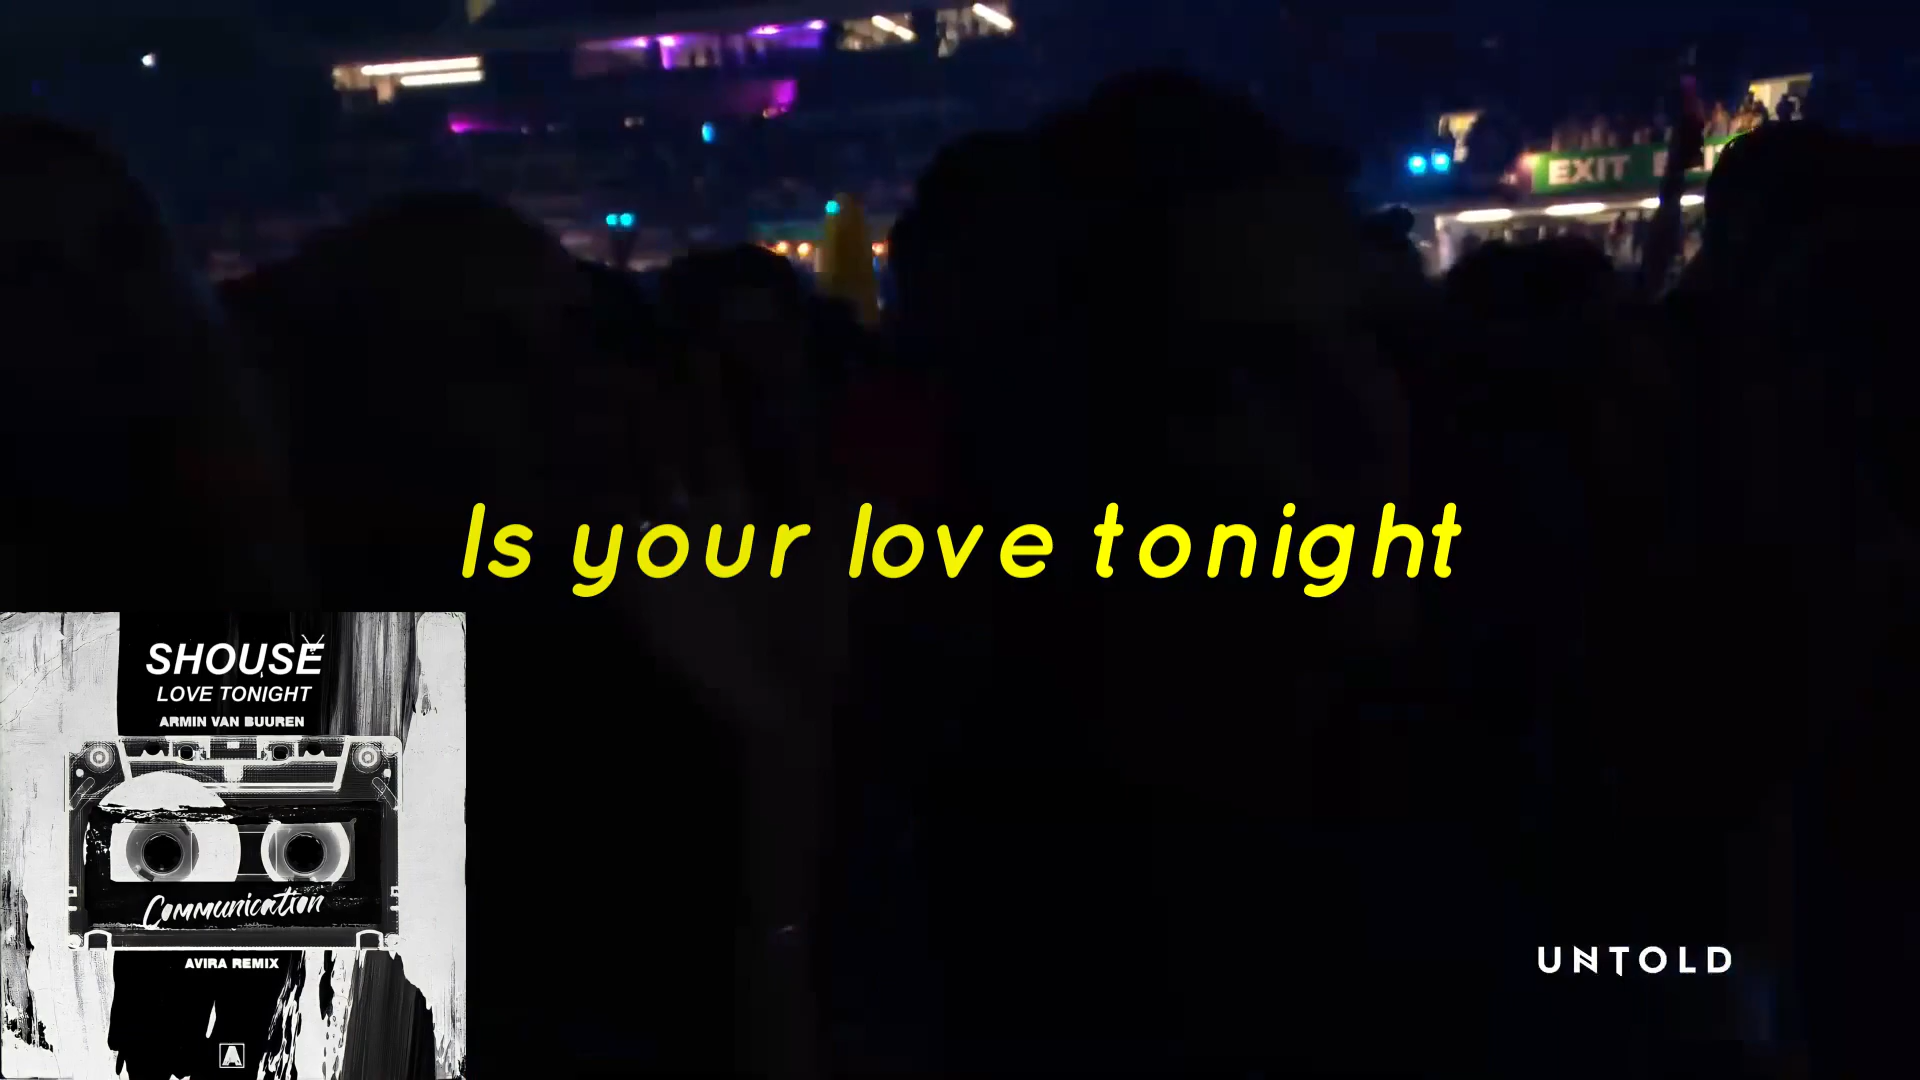 EXIT
Is your love tonight
SHOUSE
LOVE TONIGHT
ARMIN VAN BUUREN
Communication
AVIRA REMIX
A
UNTOLD